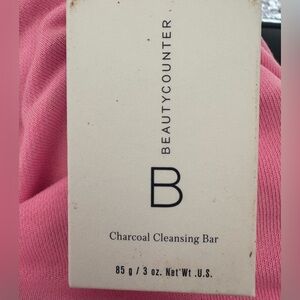 BEAUTYCOUNTER
B
Charcoal Cleansing Bar
85 g / 3 oz. Net Wt .U.S.